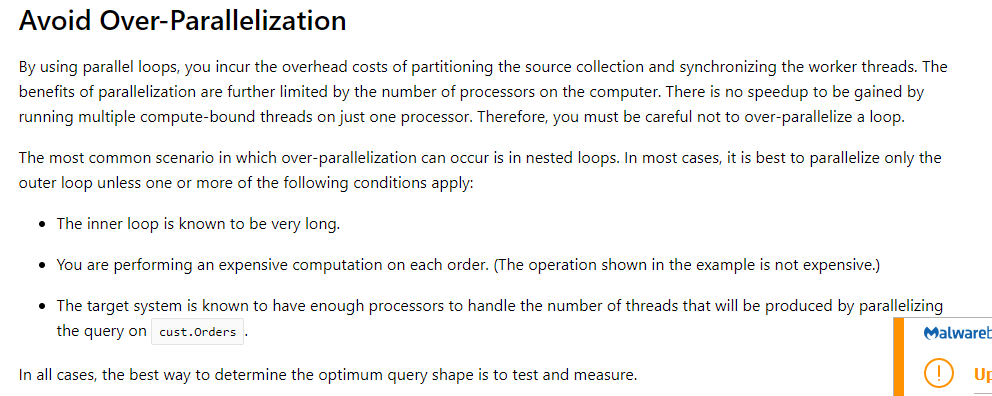 Avoid Over-Parallelization
By using parallel loops, you incur the overhead costs of partitioning the source collection and synchronizing the worker threads. The
benefits of parallelization are further limited by the number of processors on the computer. There is no speedup to be gained by
running multiple compute-bound threads on just one processor. Therefore, you must be careful not to over-parallelize a loop.
The most common scenario in which over-parallelization can occur is in nested loops. In most cases, it is best to parallelize only the
outer loop unless one or more of the following conditions apply:
• The inner loop is known to be very long.
• You are performing an expensive computation on each order. (The operation shown in the example is not expensive.)
• The target system is known to have enough processors to handle the number of threads that will be produced by parallelizing
the query on cust.Orders.
Malwareb
Up
In all cases, the best way to determine the optimum query shape is to test and measure.